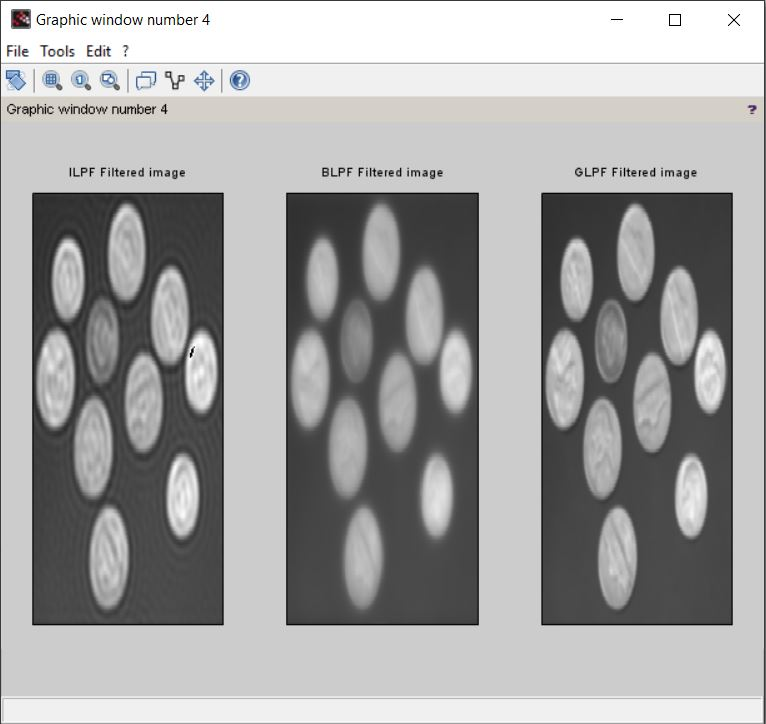 Graphic window number 4
File Tools Edit ?
Graphic window number 4
?
ILPF Filtered image
BLPF Filtered image
GLPF Filtered image